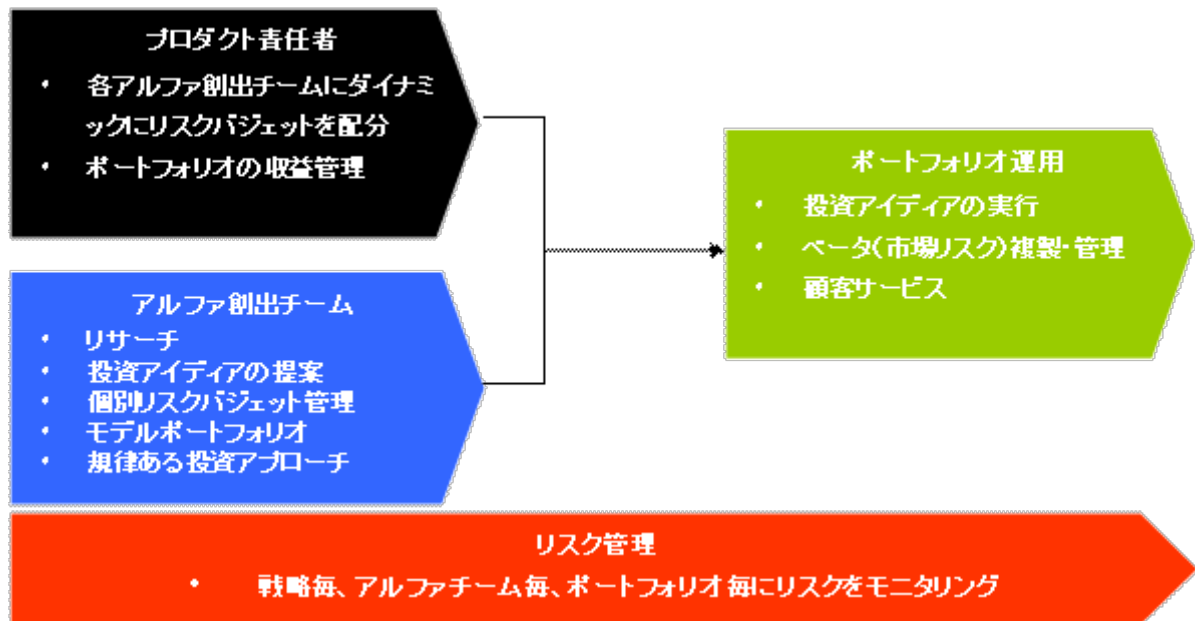 プロダクト責任者
• 各アルファ創出チームにダイナミ
ックにリスクバジェットを配分
• ポートフォリオの収益管理
アルファ創出チーム
• リサーチ
• 投資アイディアの提案
• 個別リスクバジェット管理
• モデルポートフォリオ
• 規律ある投資アプローチ
ポートフォリオ運用
• 投資アイディアの実行
• ベータ(市場リスク)複製・管理
• 顧客サービス
リスク管理
• 戦略毎、アルファチーム毎、ポートフォリオ毎にリスクをモニタリング